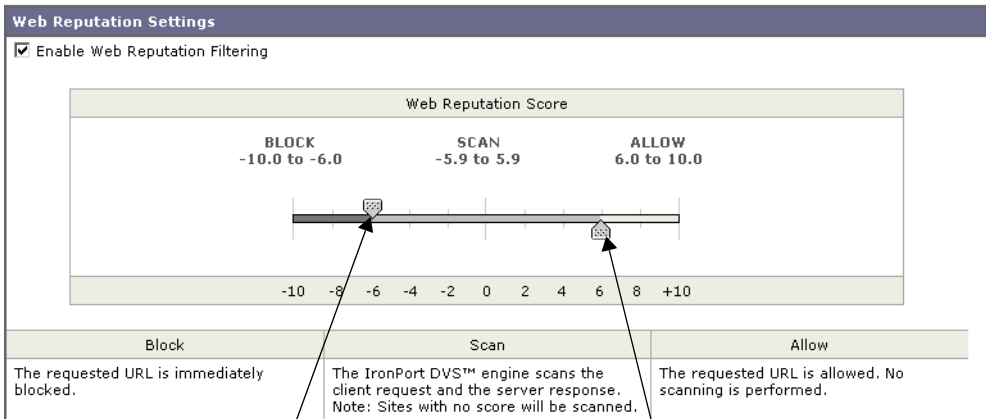 Web Reputation Settings
Enable Web Reputation Filtering
Web Reputation Score
BLOCK SCAN ALLOW
-10.0 to -6.0 -5.9 to 5.9 6.0 to 10.0
-10 -8 -6 -4 -2 0 2 4 6 8 +10
Block Scan Allow
The requested URL is immediately
blocked.
The IronPort DVS™ engine scans the
client request and the server response.
Note: Sites with no score will be scanned.
The requested URL is allowed. No
scanning is performed.